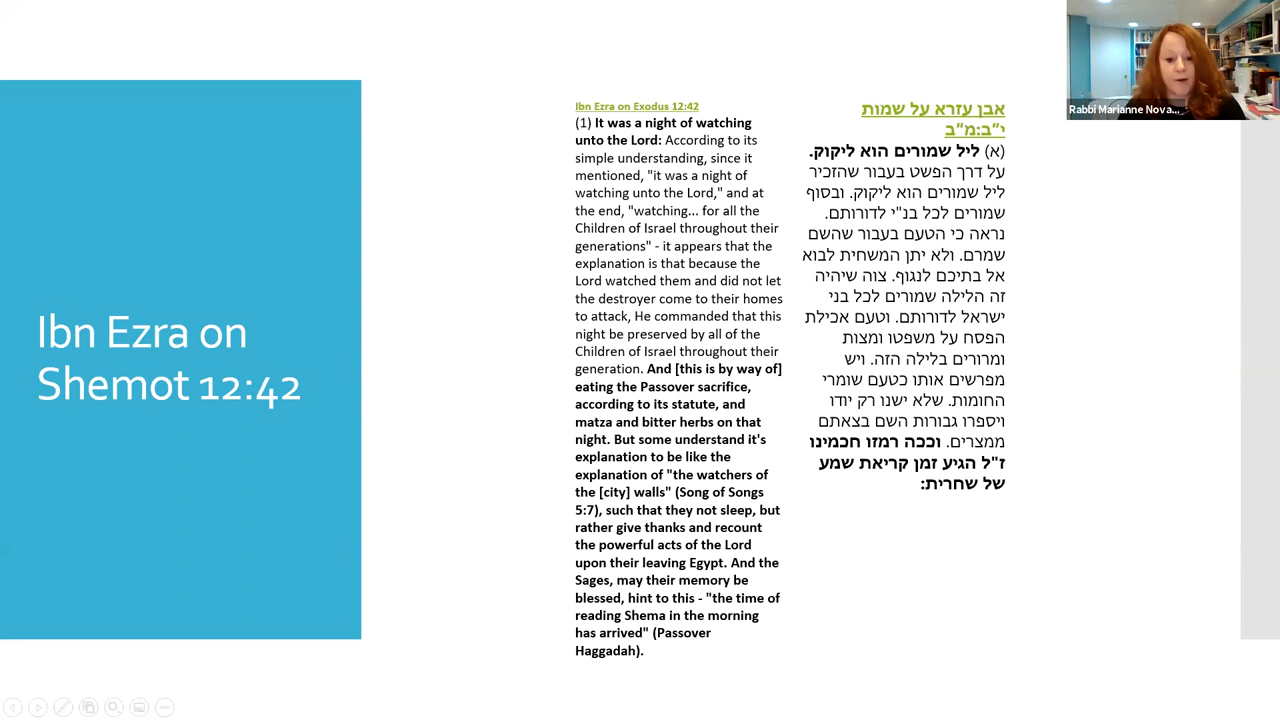 Ibn Ezra on
Shemot 12:42
Ibn Ezra on Exodus 12:42
(1) It was a night of watching
unto the Lord: According to its
simple understanding, since it
mentioned, "it was a night of
watching unto the Lord," and at
the end, "watching... for all the
Children of Israel throughout their
generations" - it appears that the
explanation is that because the
Lord watched them and did not let
the destroyer come to their homes
to attack, He commanded that this
night be preserved by all of the
Children of Israel throughout their
generation. And [this is by way of]
eating the Passover sacrifice,
according to its statute, and
matza and bitter herbs on that
night. But some understand it's
explanation to be like the
explanation of "the watchers of
the [city] walls" (Song of Songs
5:7), such that they not sleep, but
rather give thanks and recount
the powerful acts of the Lord
upon their leaving Egypt. And the
Sages, may their memory be
blessed, hint to this - "the time of
reading Shema in the morning
has arrived" (Passover
Haggadah).
אבן עזרא על שמות
י״ב:מ״ב
(א) ליל שמורים הוא ליקוק.
על דרך הפשט בעבור שהזכיר
ליל שמורים הוא ליקוק. ובסוף
שמורים לכל בנ"י לדורותם.
נראה כי הטעם בעבור שהשם
שמרם. ולא יתן המשחית לבוא
אל בתיכם לנגוף. צוה שיהיה
זה הלילה שמורים לכל בני
ישראל לדורותם. וטעם אכילת
הפסח על משפטו ומצות
ומרורים בלילה הזה. ויש
מפרשים אותו כטעם שומרי
החומות. שלא ישנו רק יודו
ויספרו גבורות השם בצאתם
ממצרים. וככה רמזו חכמינו
ז"ל הגיע זמן קריאת שמע
של שחרית:
Rabbi Marianne Nova...